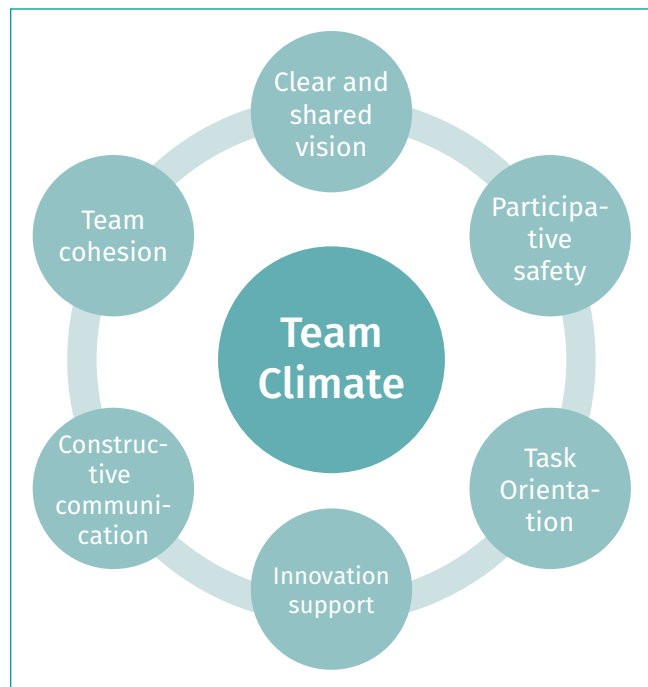 Clear and
shared
vision
Participa-
tive
safety
Task
Orienta-
tion
Innovation
support
Construc-
tive
communi-
cation
Team
cohesion
Team
Climate